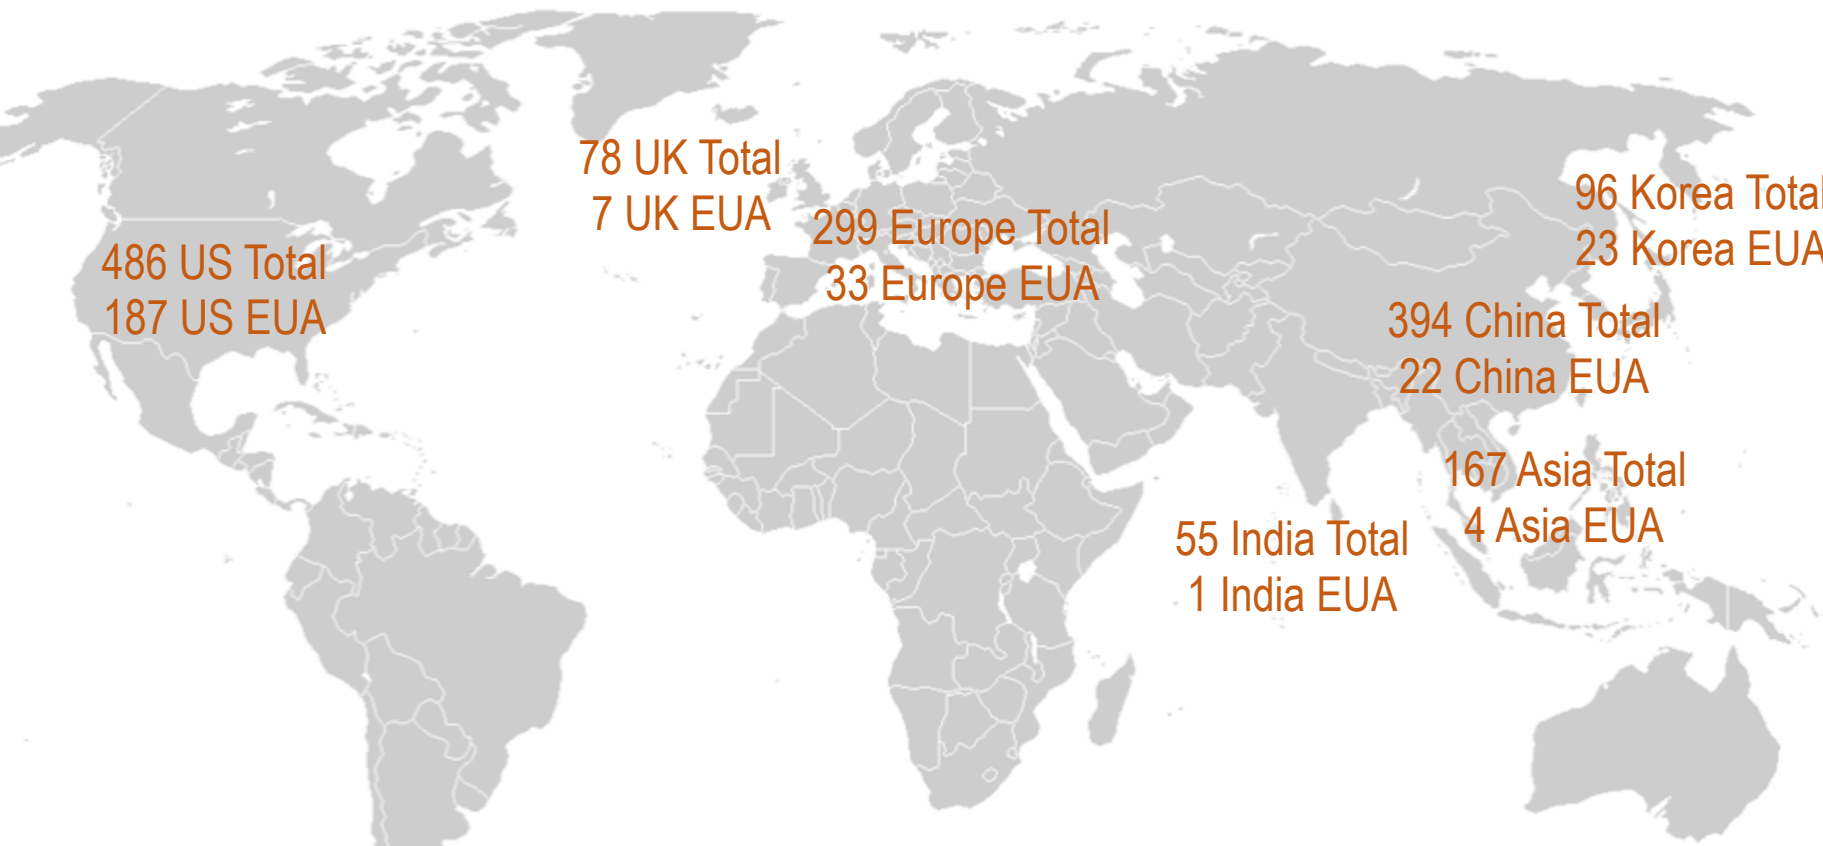 78 UK Total
7 UK EUA
96 Korea Total
23 Korea EUA
299 Europe Total
33 Europe EUA
486 US Total
187 US EUA
394 China Total
22 China EUA
167 Asia Total
4 Asia EUA
55 India Total
1 India EUA